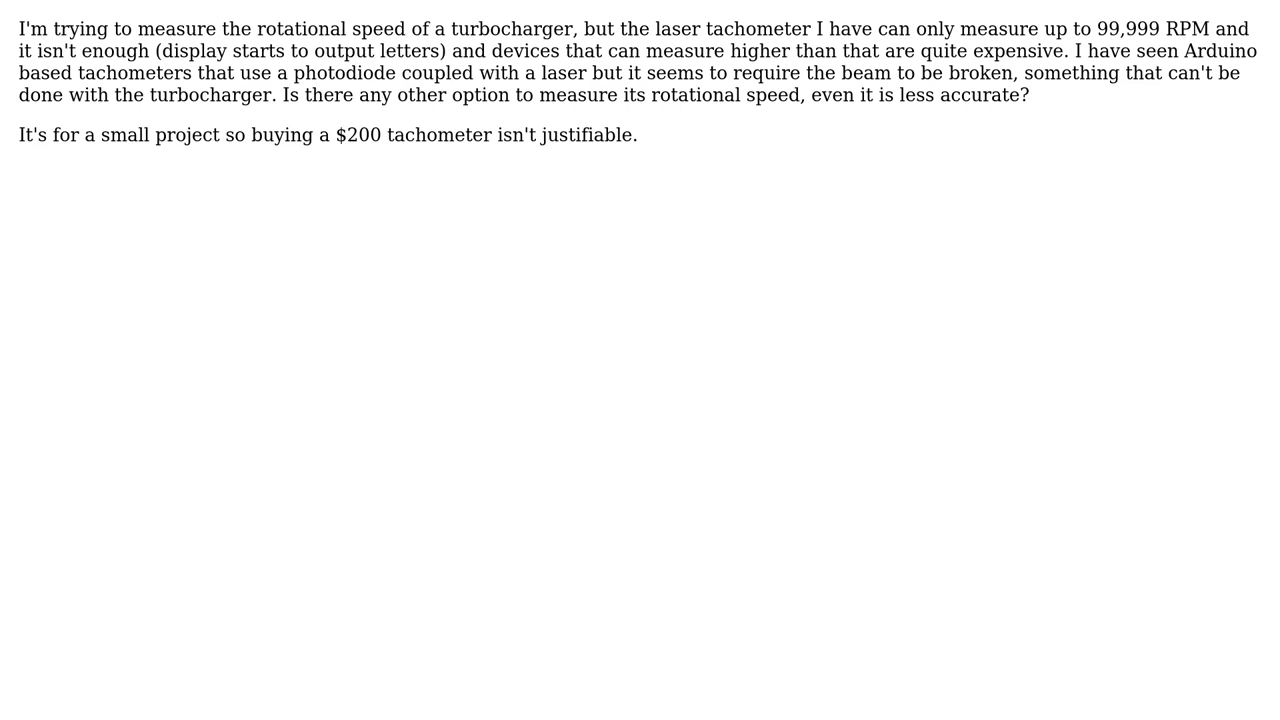 I'm trying to measure the rotational speed of a turbocharger, but the laser tachometer I have can only measure up to 99,999 RPM and
it isn't enough (display starts to output letters) and devices that can measure higher than that are quite expensive. I have seen Arduino
based tachometers that use a photodiode coupled with a laser but it seems to require the beam to be broken, something that can't be
done with the turbocharger. Is there any other option to measure its rotational speed, even it is less accurate?
It's for a small project so buying a $200 tachometer isn't justifiable.